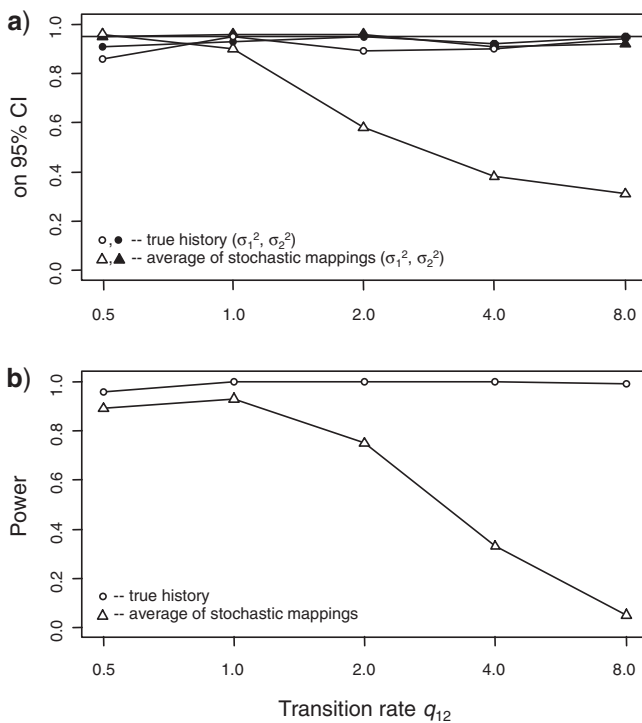 a)
on 95% CI
1.0
0.8
0.6
0.4
0.2
0.0
○,● -- true history (σ₁², σ₂²)
△,▲ -- average of stochastic mappings (σ₁², σ₂²)
0.5 1.0 2.0 4.0 8.0
b)
Power
1.0
0.8
0.6
0.4
0.2
0.0
○ -- true history
△ -- average of stochastic mappings
0.5 1.0 2.0 4.0 8.0
Transition rate q₁₂